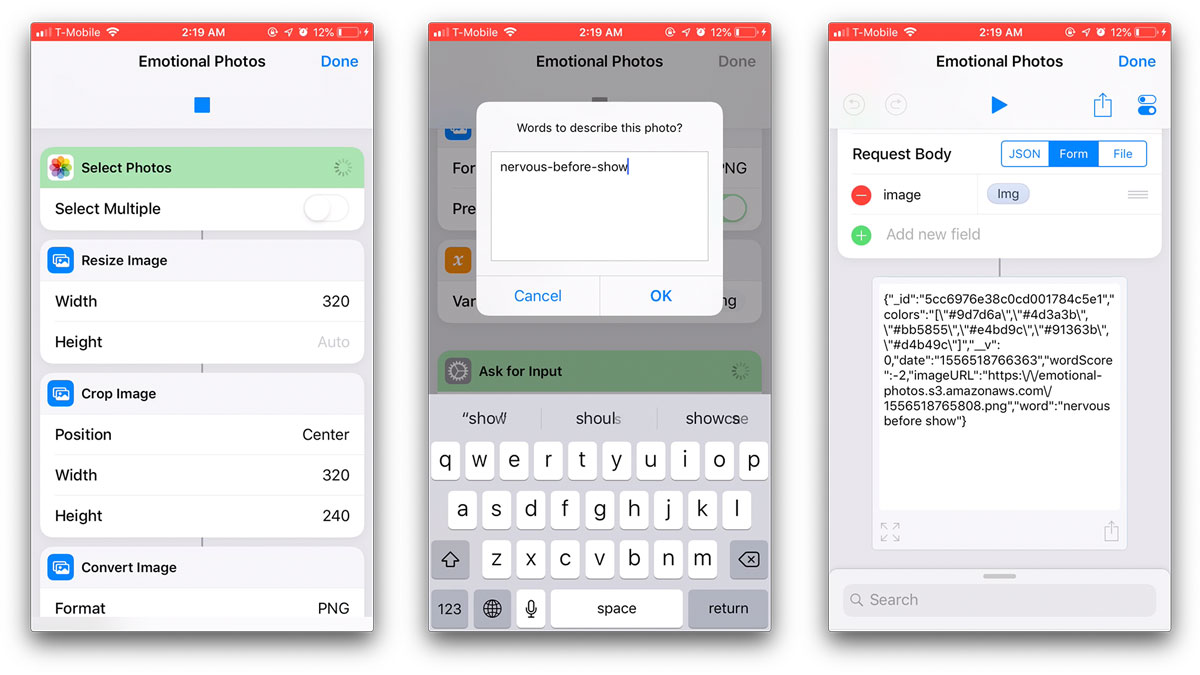 T-Mobile 2:19 AM 12%
Emotional Photos Done
Select Photos
Select Multiple
Resize Image
Width 320
Height Auto
Crop Image
Position Center
Width 320
Height 240
Convert Image
Format PNG
T-Mobile 2:19 AM 12%
Emotional Photos Done
Words to describe this photo?
For NG
nervous-before-show
Pre
x
Var ng
Cancel OK
Ask for Input
"show" shouls showcse
q w e r t y u i o p
a s d f g h j k l
z x c v b n m
123 space return
T-Mobile 2:19 AM 12%
Emotional Photos Done
Request Body JSON Form File
image Img
Add new field
{"_id":"5cc6976e38c0cd001784c5e1","
colors":"[\"#9d7d6a\",\"#4d3a3b\",
\"#bb5855\",\"#e4bd9c\",\"#91363b\",
\"#d4b49c\"]","__v":
0,"date":"1556518766363","wordScore
":-2,"imageURL":"https:\/\/emotional-
photos.s3.amazonaws.com\/
1556518765808.png","word":"nervous
before show"}
Search